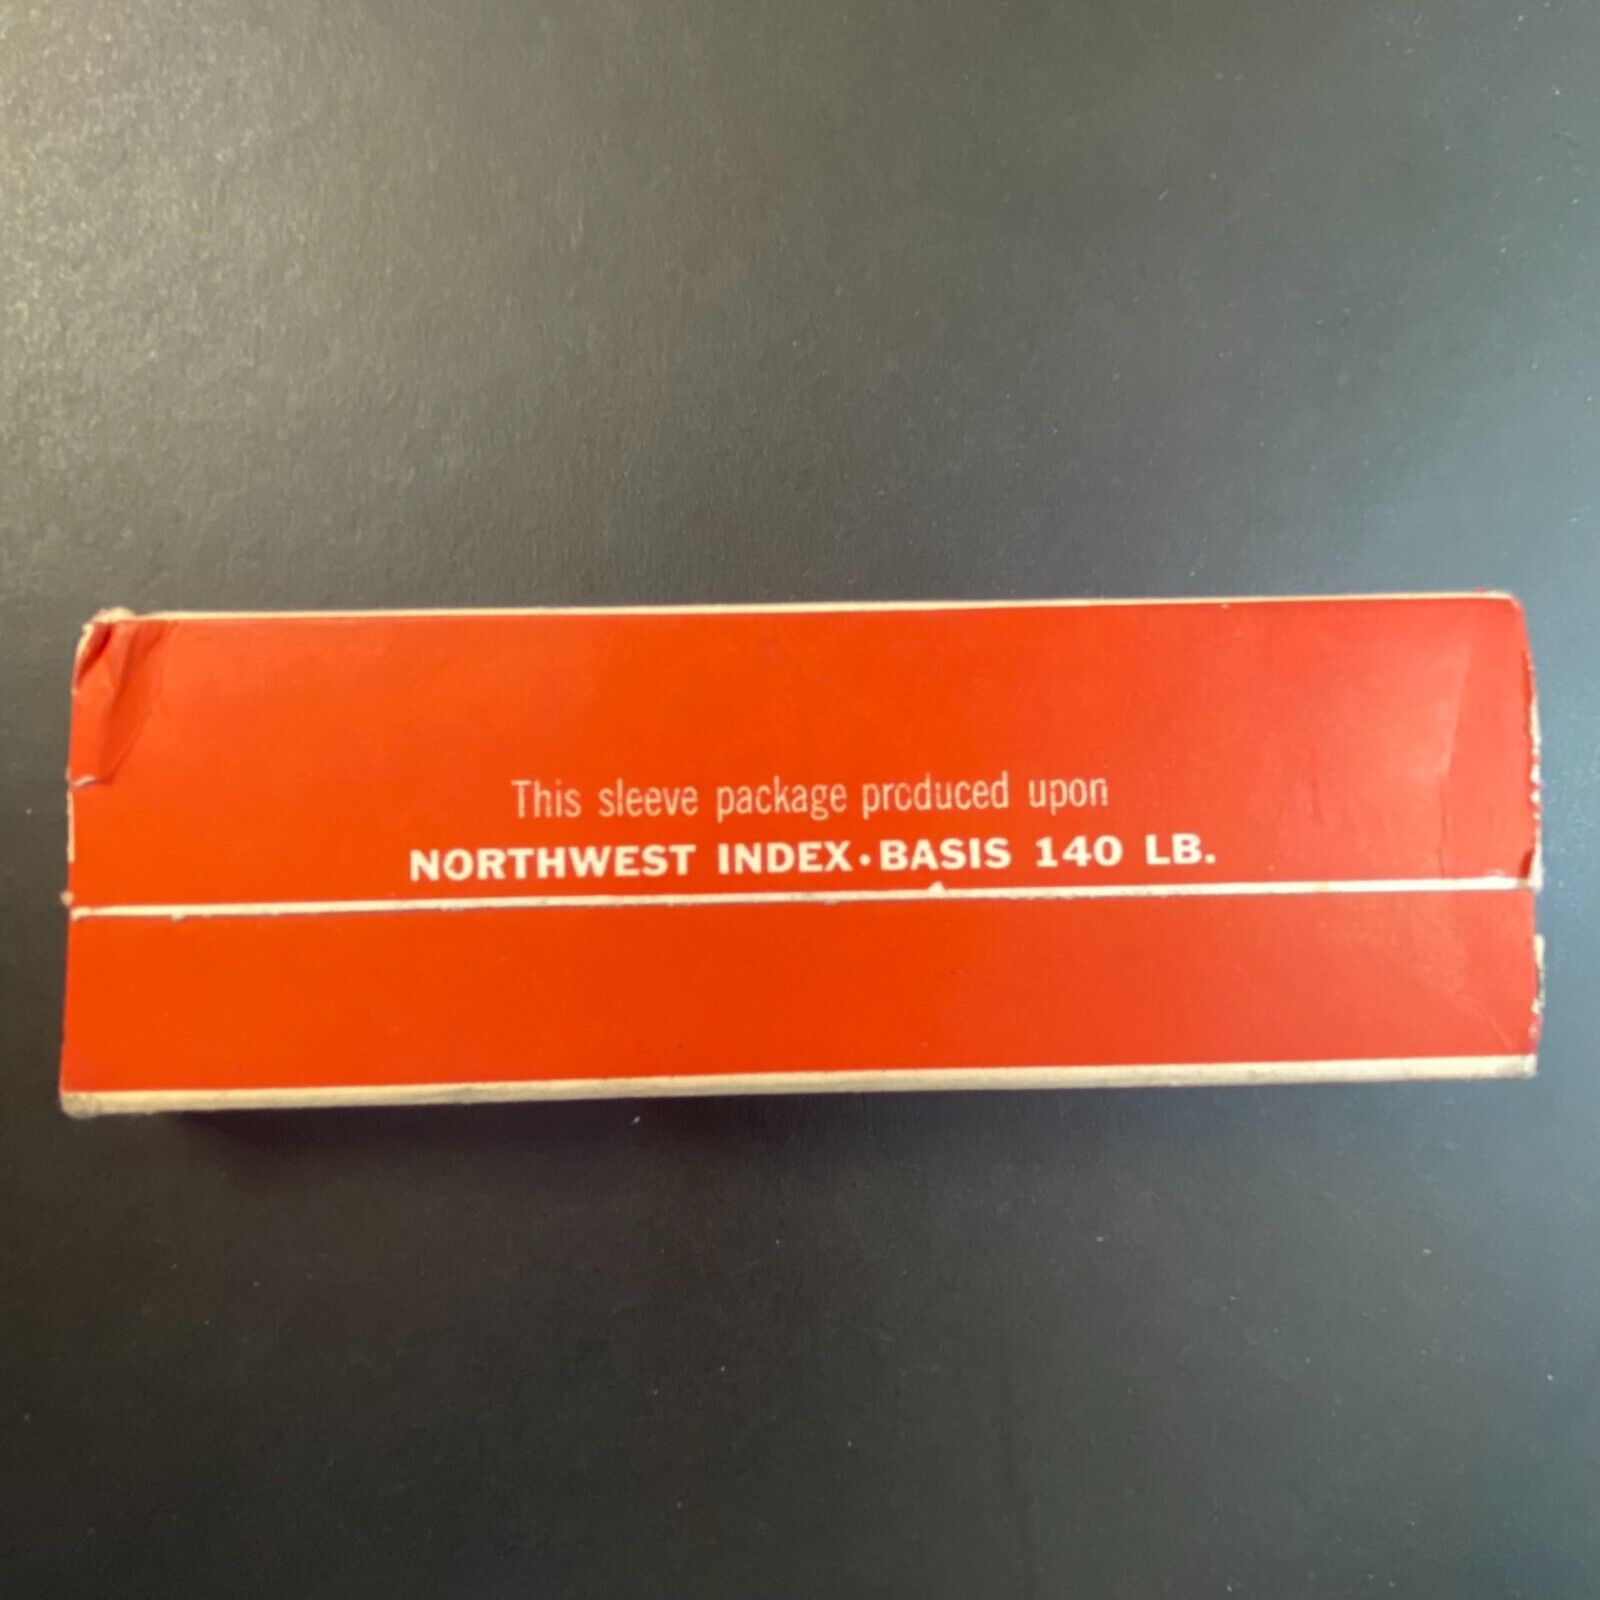 This sleeve package produced upon
NORTHWEST INDEX • BASIS 140 LB.